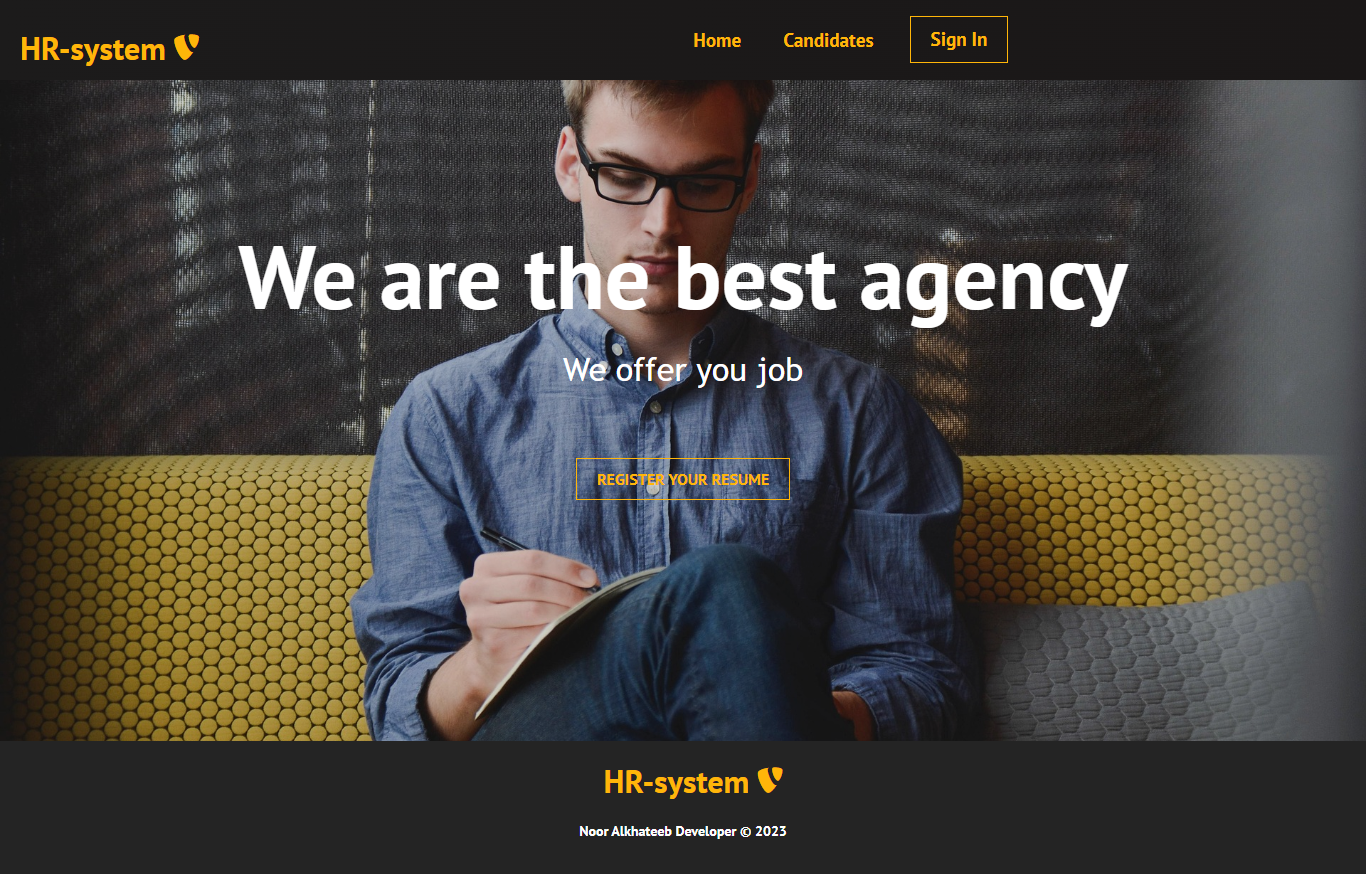 HR-system
Home
Candidates
Sign In
We are the best agency
We offer you job
REGISTER YOUR RESUME
HR-system
Noor Alkhateeb Developer © 2023